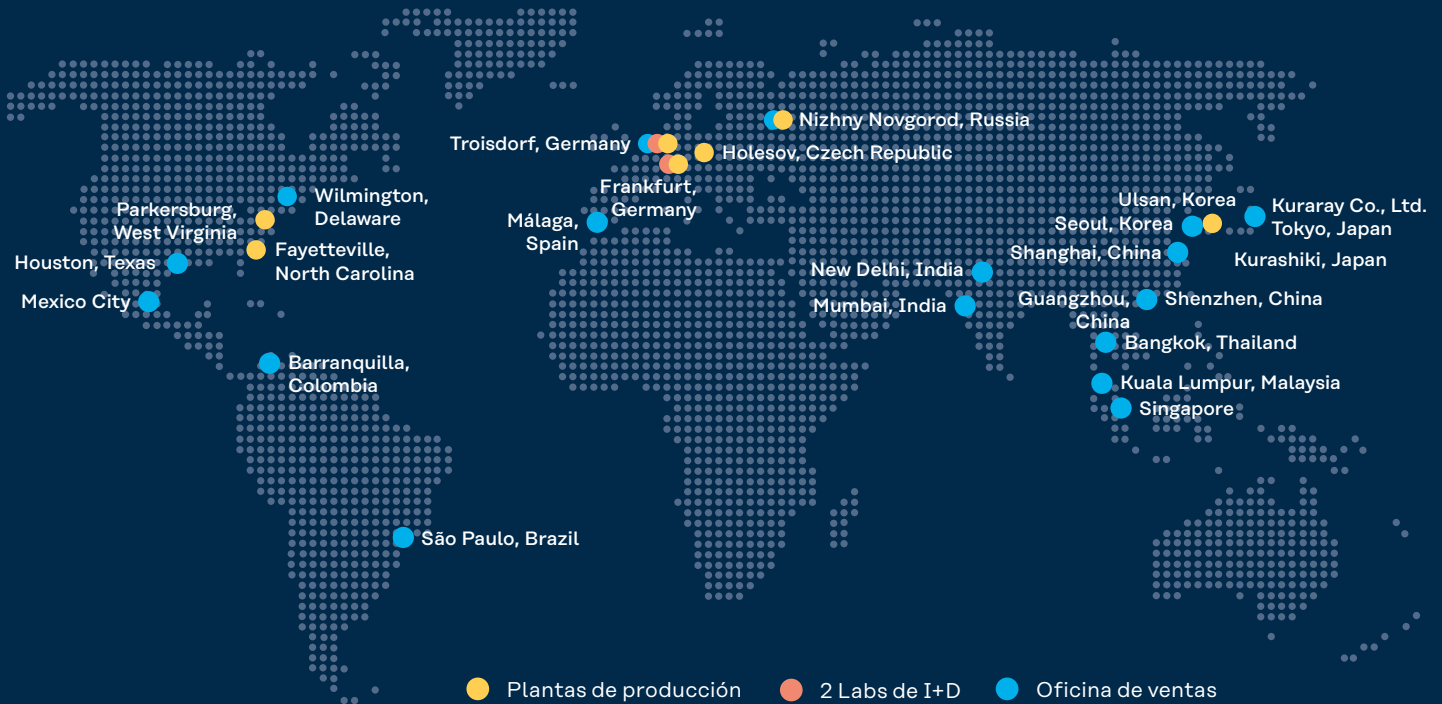 Nizhny Novgorod, Russia
Troisdorf, Germany
Holesov, Czech Republic
Frankfurt,
Germany
Wilmington,
Delaware
Parkersburg,
West Virginia
Málaga,
Spain
Ulsan, Korea
Seoul, Korea
Kuraray Co., Ltd.
Tokyo, Japan
Kurashiki, Japan
Fayetteville,
North Carolina
Houston, Texas
Shanghai, China
New Delhi, India
Mexico City
Mumbai, India
Guangzhou,
China
Shenzhen, China
Bangkok, Thailand
Barranquilla,
Colombia
Kuala Lumpur, Malaysia
Singapore
São Paulo, Brazil
Plantas de producción
2 Labs de I+D
Oficina de ventas